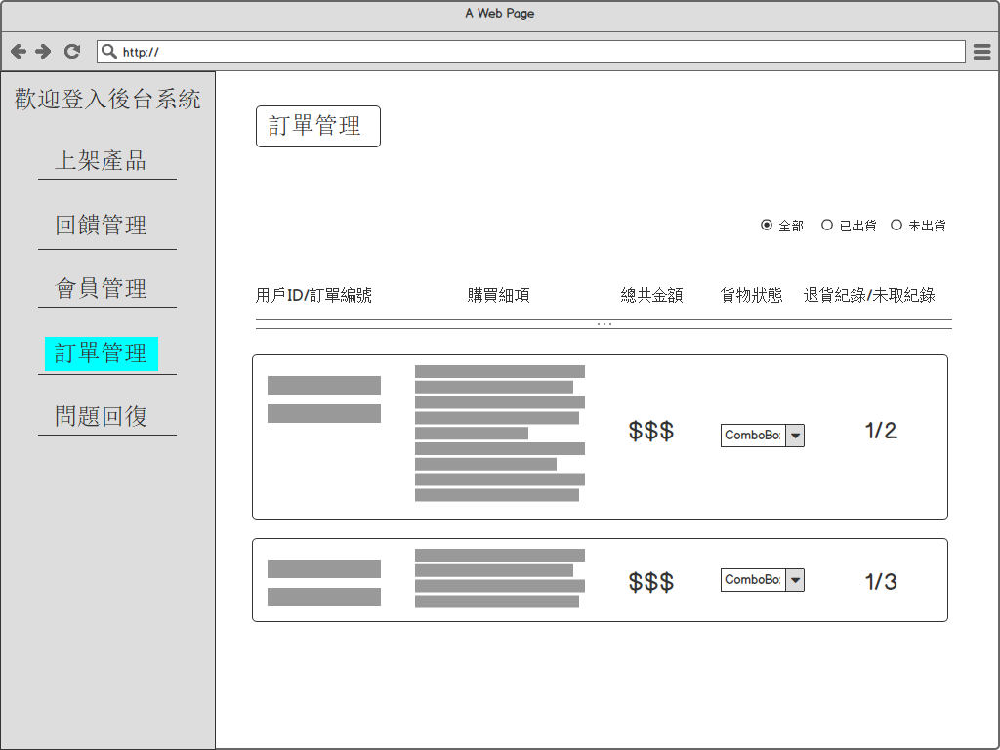 A Web Page
http://
歡迎登入後台系統
上架產品
回饋管理
會員管理
訂單管理
問題回復
訂單管理
全部 已出貨 未出貨
用戶ID/訂單編號 購買細項 總共金額 貨物狀態 退貨紀錄/未取紀錄
$$$ ComboBo 1/2
$$$ ComboBo 1/3